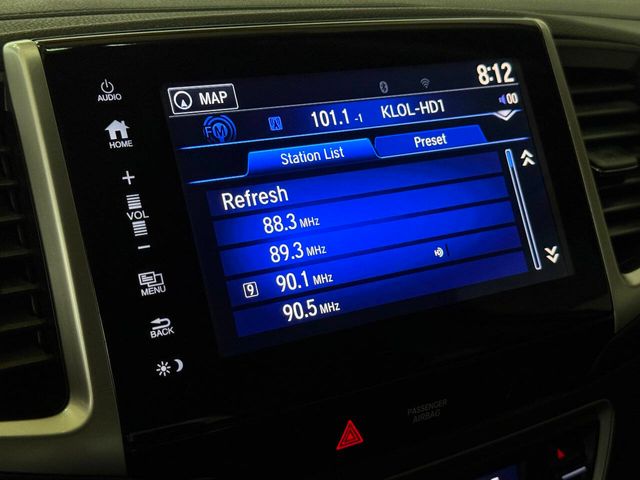 AUDIO
MAP
8:12
HOME
FM
101.1 -1 KLOL-HD1
00
Station List
Preset
VOL
Refresh
88.3 MHz
89.3 MHz
9 90.1 MHz
90.5 MHz
MENU
BACK
PASSENGER
AIRBAG